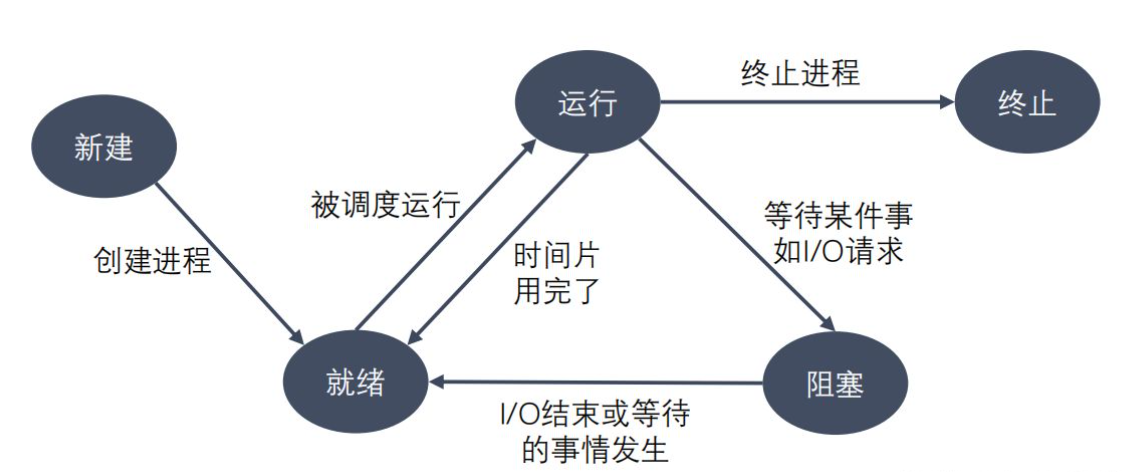 终止进程
运行
终止
新建
被调度运行
等待某件事
如I/O请求
创建进程
时间片
用完了
就绪
阻塞
I/O结束或等待
的事情发生